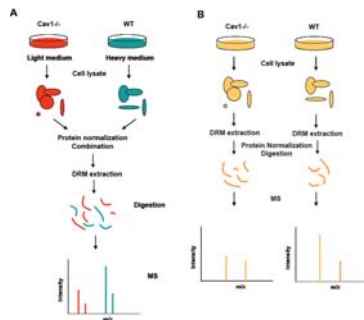 A
Cav1-/-
WT
Light medium
Heavy medium
Cell lysate
Protein normalization
Combination
DRM extraction
Digestion
MS
Intensity
m/z
B
Cav1-/-
WT
Cell lysate
DRM extraction
DRM extraction
Protein Normalization
Digestion
MS
Intensity
m/z
Intensity
m/z